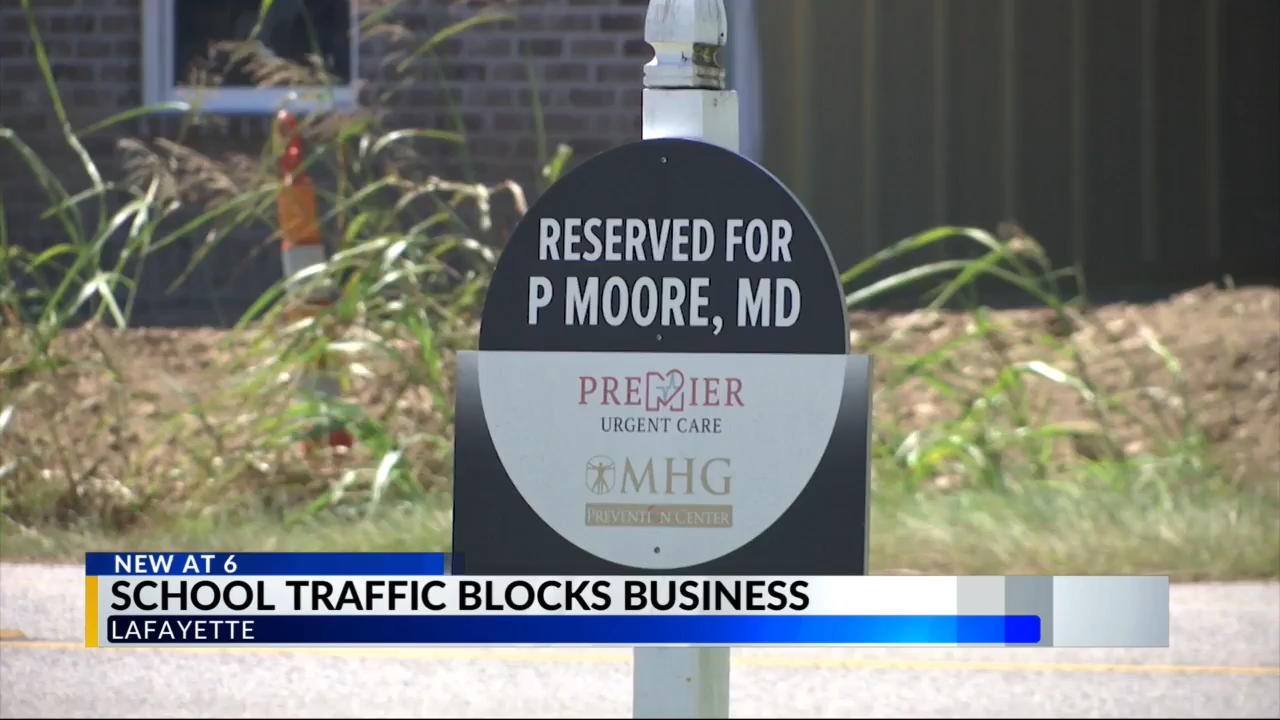 RESERVED FOR
P MOORE, MD
PREMIER
URGENT CARE
MHG
PREVENTION CENTER
NEW AT 6
SCHOOL TRAFFIC BLOCKS BUSINESS
LAFAYETTE